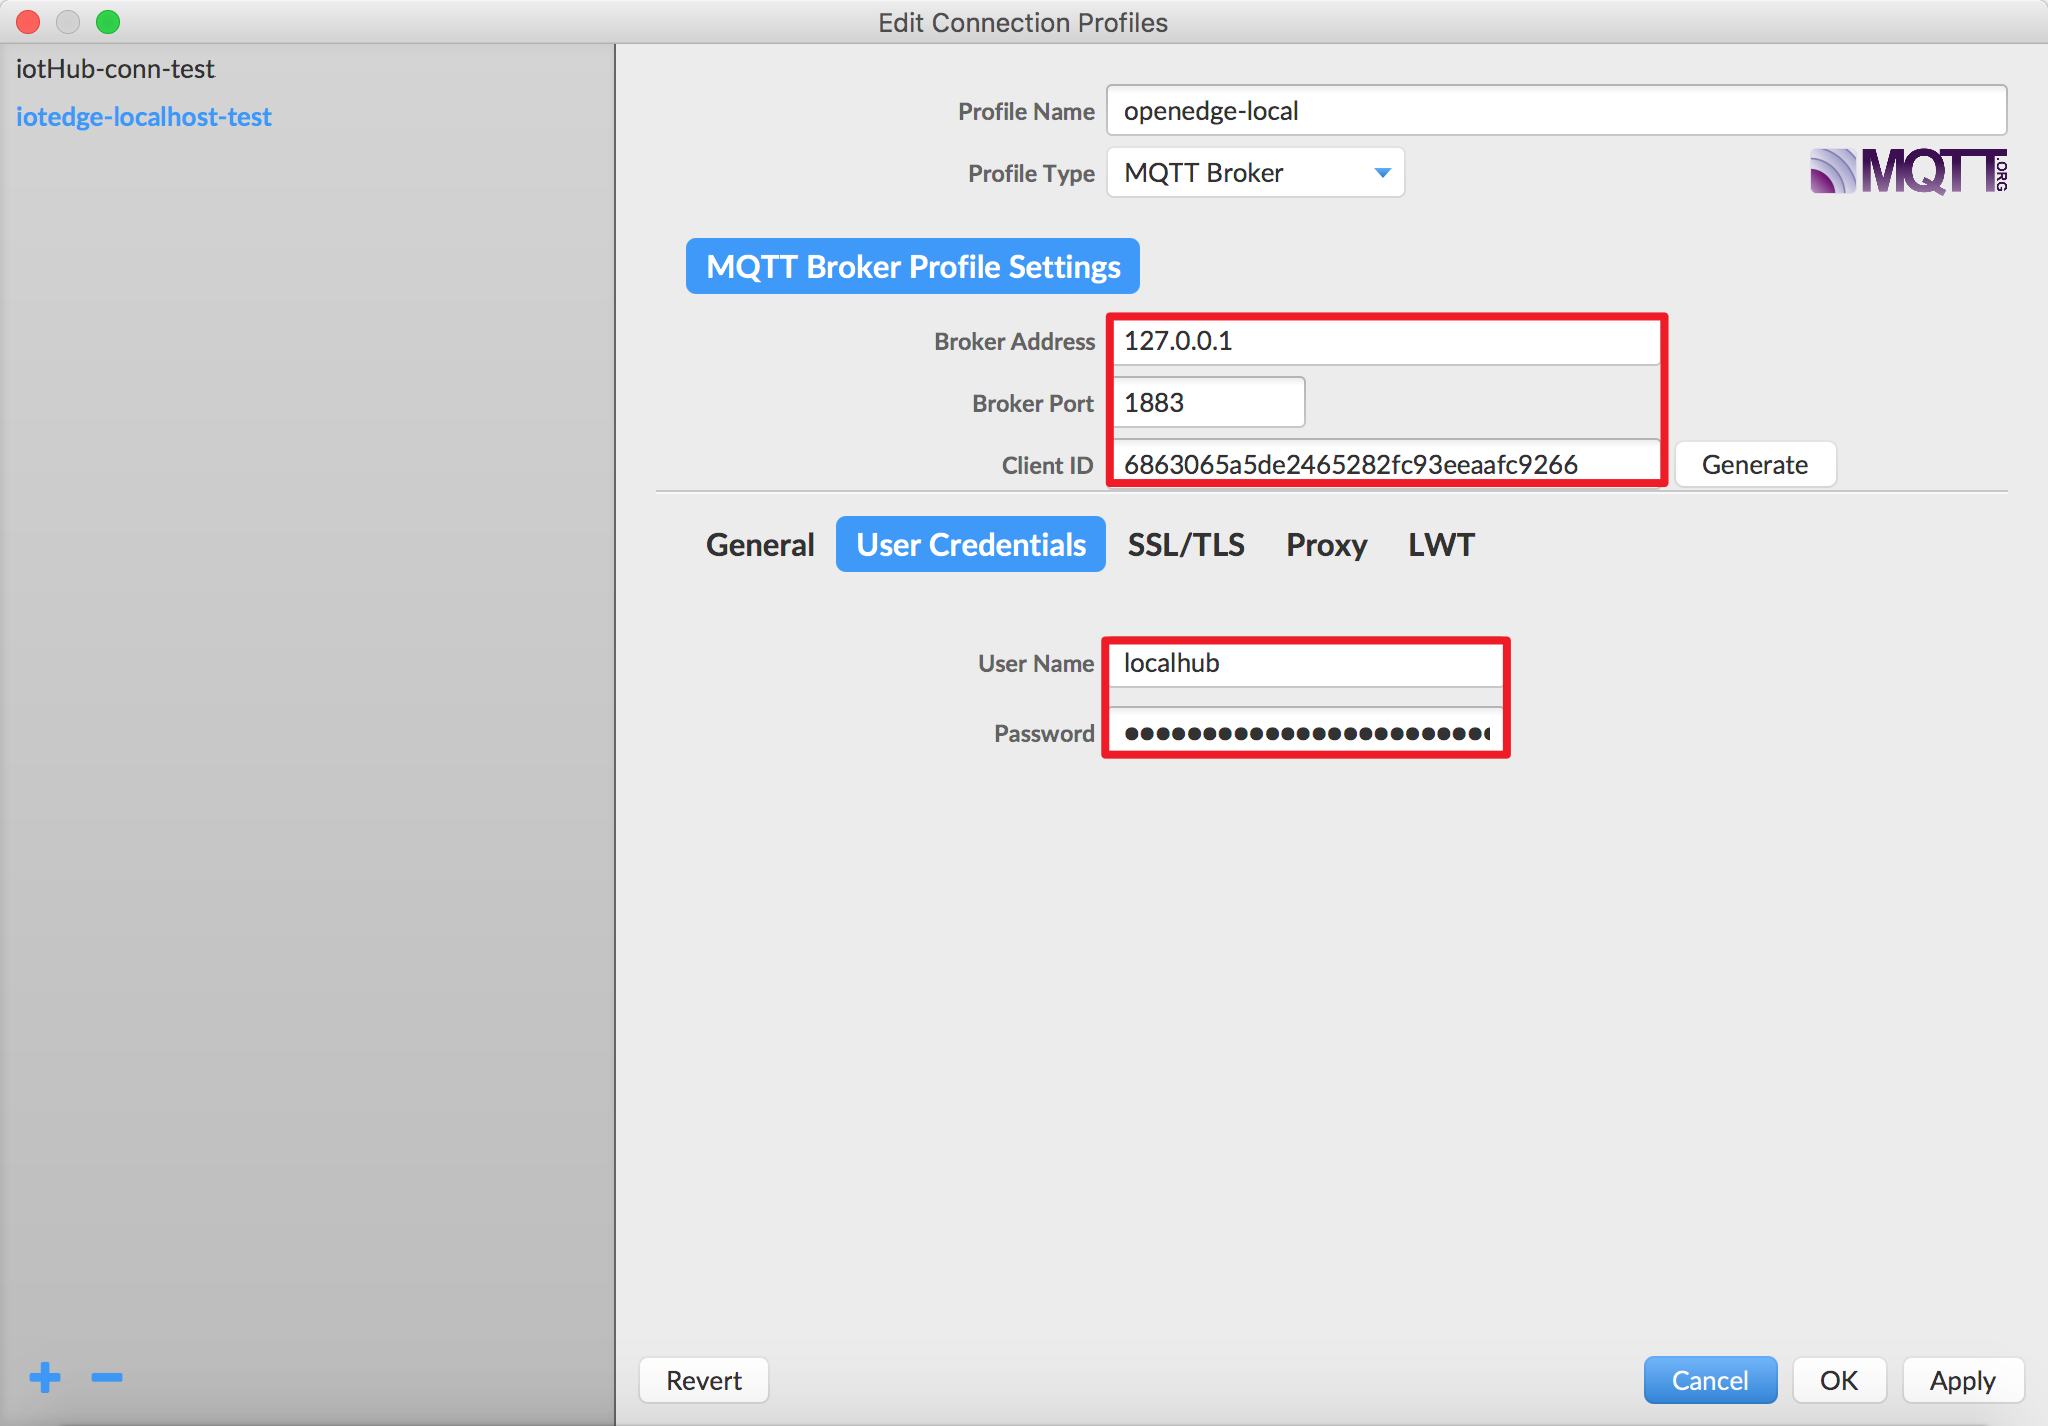 Edit Connection Profiles
iotHub-conn-test
iotedge-localhost-test
Profile Name openedge-local
Profile Type MQTT Broker
MQTT.ORG
MQTT Broker Profile Settings
Broker Address 127.0.0.1
Broker Port 1883
Client ID 6863065a5de2465282fc93eeaafc9266 Generate
General User Credentials SSL/TLS Proxy LWT
User Name localhub
Password
Revert Cancel OK Apply